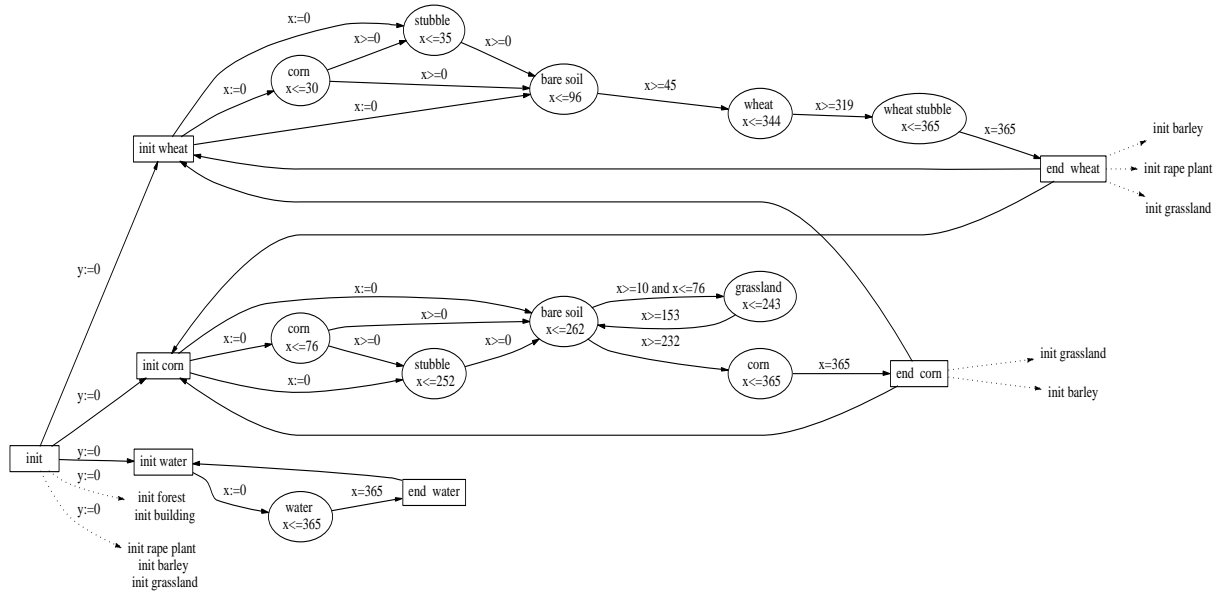 x:=0
stubble
x<=35
x>=0
x>=0
corn
x<=30
x:=0
x>=0
bare soil
x<=96
x>=45
x:=0
wheat
x<=344
x>=319
wheat stubble
x<=365
x=365
init wheat
end wheat
init barley
init rape plant
init grassland
y:=0
x:=0
corn
x<=76
x:=0
x>=0
x>=0
x:=0
stubble
x<=252
x>=0
bare soil
x<=262
x>=10 and x<=76
grassland
x<=243
x>=153
x>=232
corn
x<=365
x=365
init corn
end corn
init grassland
init barley
y:=0
init
y:=0
init water
end water
x:=0
water
x<=365
x=365
y:=0
init forest
init building
y:=0
init rape plant
init barley
init grassland